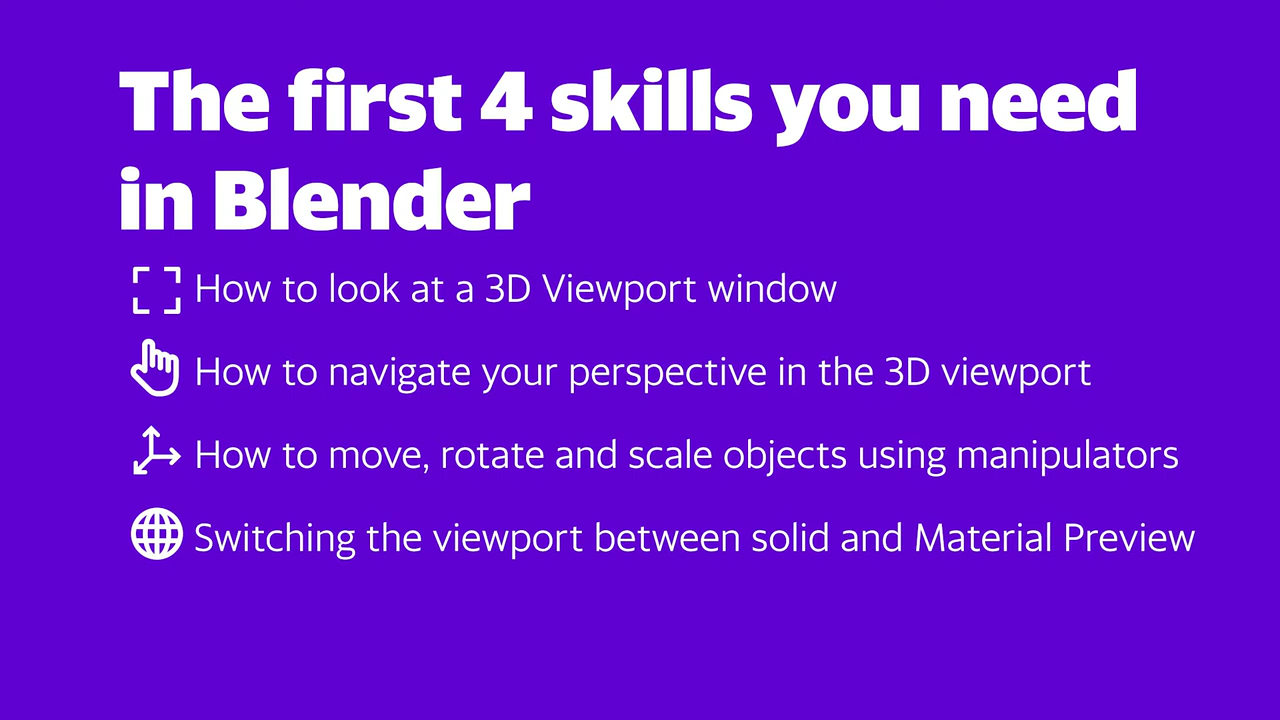 The first 4 skills you need
in Blender
How to look at a 3D Viewport window
How to navigate your perspective in the 3D viewport
How to move, rotate and scale objects using manipulators
Switching the viewport between solid and Material Preview